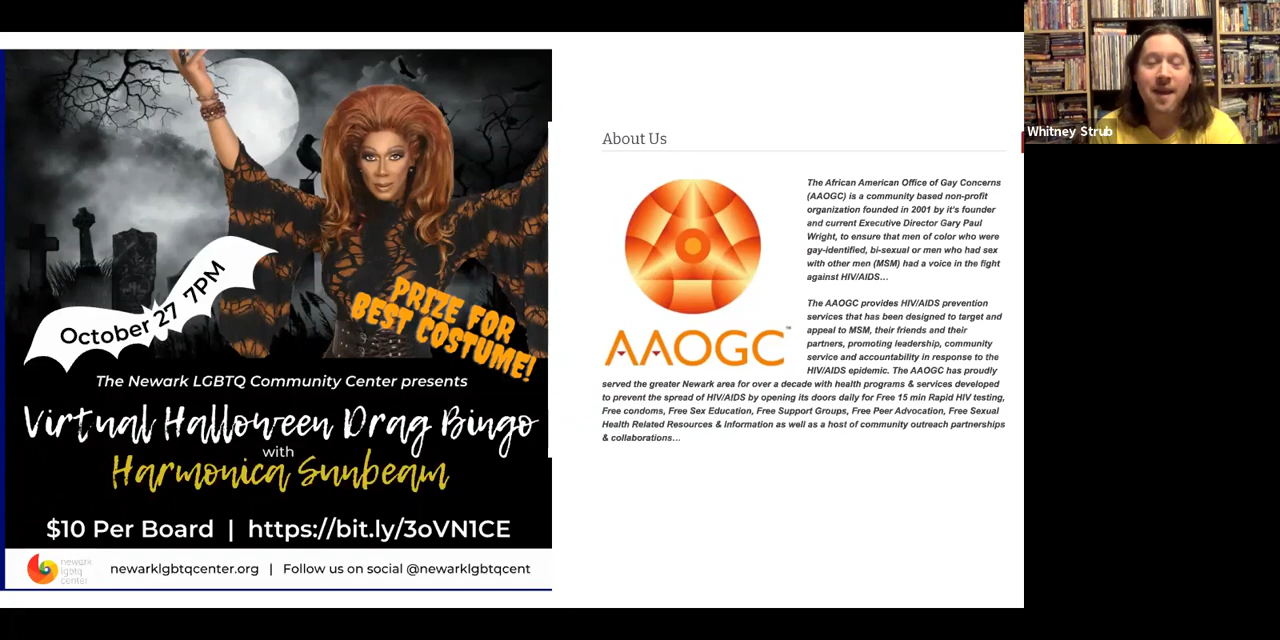 October 27 7PM
PRIZE FOR
BEST COSTUME!
The Newark LGBTQ Community Center presents
Virtual Halloween Drag Bingo
with
Harmonica Sunbeam
$10 Per Board | https://bit.ly/3oVN1CE
newark
lgbtq
center
newarklgbtqcenter.org | Follow us on social @newarklgbtqcent
About Us
AAOGC™
The African American Office of Gay Concerns
(AAOGC) is a community based non-profit
organization founded in 2001 by it's founder
and current Executive Director Gary Paul
Wright, to ensure that men of color who were
gay-identified, bi-sexual or men who had sex
with other men (MSM) had a voice in the fight
against HIV/AIDS…
The AAOGC provides HIV/AIDS prevention
services that has been designed to target and
appeal to MSM, their friends and their
partners, promoting leadership, community
service and accountability in response to the
HIV/AIDS epidemic. The AAOGC has proudly
served the greater Newark area for over a decade with health programs & services developed
to prevent the spread of HIV/AIDS by opening its doors daily for Free 15 min Rapid HIV testing,
Free condoms, Free Sex Education, Free Support Groups, Free Peer Advocation, Free Sexual
Health Related Resources & Information as well as a host of community outreach partnerships
& collaborations…
Whitney Strub